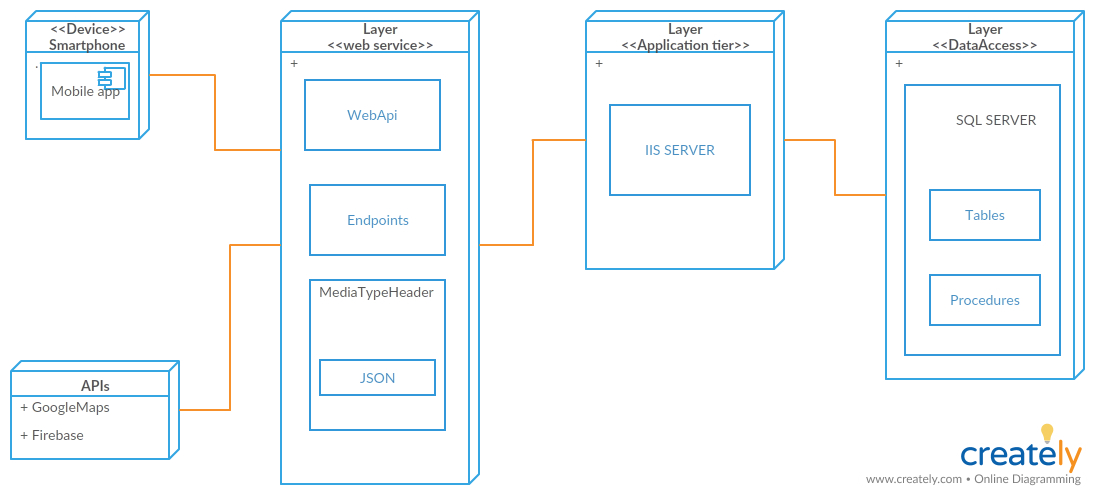 <<Device>>
Smartphone
.
Mobile app
APIs
+ GoogleMaps
+ Firebase
Layer
<<web service>>
+
WebApi
Endpoints
MediaTypeHeader
JSON
Layer
<<Application tier>>
+
IIS SERVER
Layer
<<DataAccess>>
+
SQL SERVER
Tables
Procedures
creately
www.creately.com • Online Diagramming